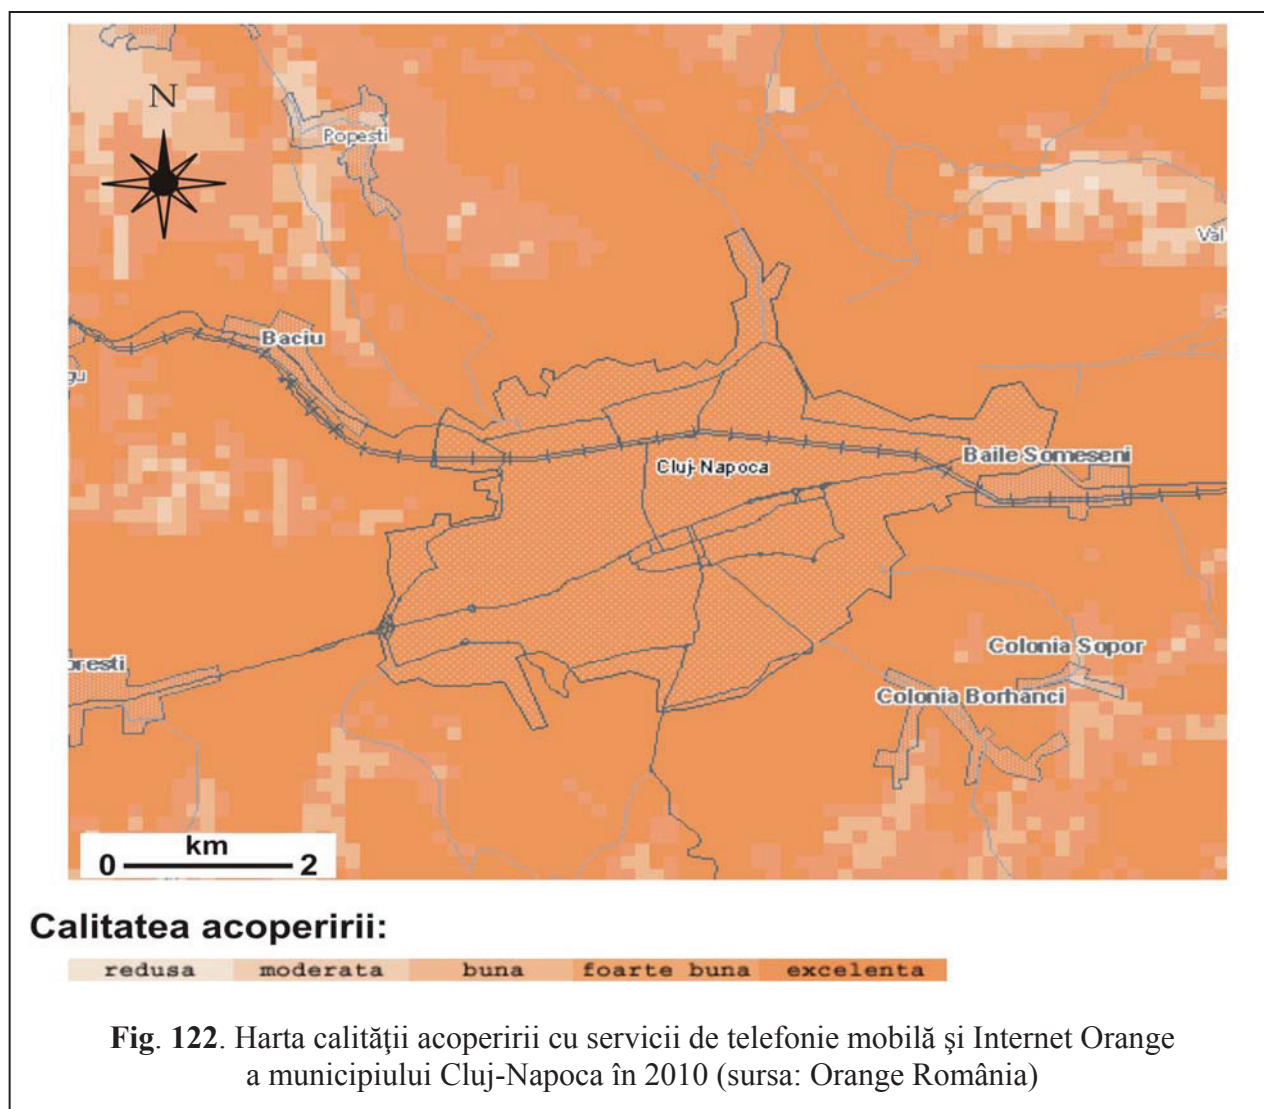 N
Popesti
Val
Baciu
gu
Cluj-Napoca
Baile Someseni
Colonia Sopor
oresti
Colonia Borhanci
km
0 2
Calitatea acoperirii:
redusa moderata buna foarte buna excelenta
Fig. 122. Harta calităţii acoperirii cu servicii de telefonie mobilă şi Internet Orange
a municipiului Cluj-Napoca în 2010 (sursa: Orange România)